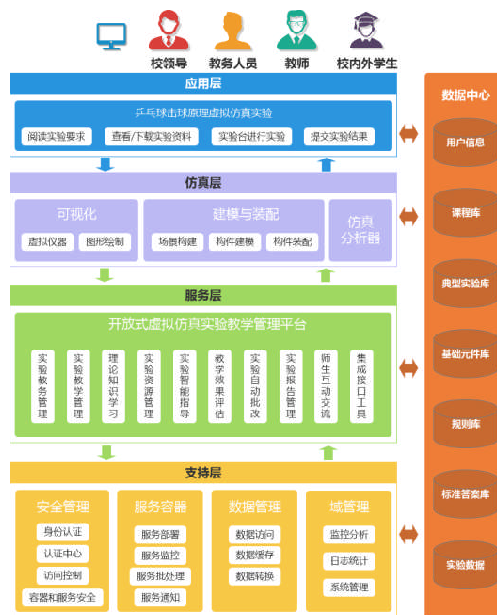 校领导
教务人员
教师
校内外学生
应用层
乒乓球击球原理虚拟仿真实验
阅读实验要求
查看/下载实验资料
实验台进行实验
提交实验结果
仿真层
可视化
虚拟仪器
图形绘制
建模与装配
场景构建
构件建模
构件装配
仿真
分析器
服务层
开放式虚拟仿真实验教学管理平台
实验教务管理
实验教学管理
理论知识学习
实验资源管理
实验智能指导
教学效果评估
实验自动批改
实验报告管理
师生互动交流
集成接口工具
支持层
安全管理
身份认证
认证中心
访问控制
容器和服务安全
服务容器
服务部署
服务监控
服务批处理
服务通知
数据管理
数据访问
数据缓存
数据转换
域管理
监控分析
日志统计
系统管理
数据中心
用户信息
课程库
典型实验库
基础元件库
规则库
标准答案库
实验数据